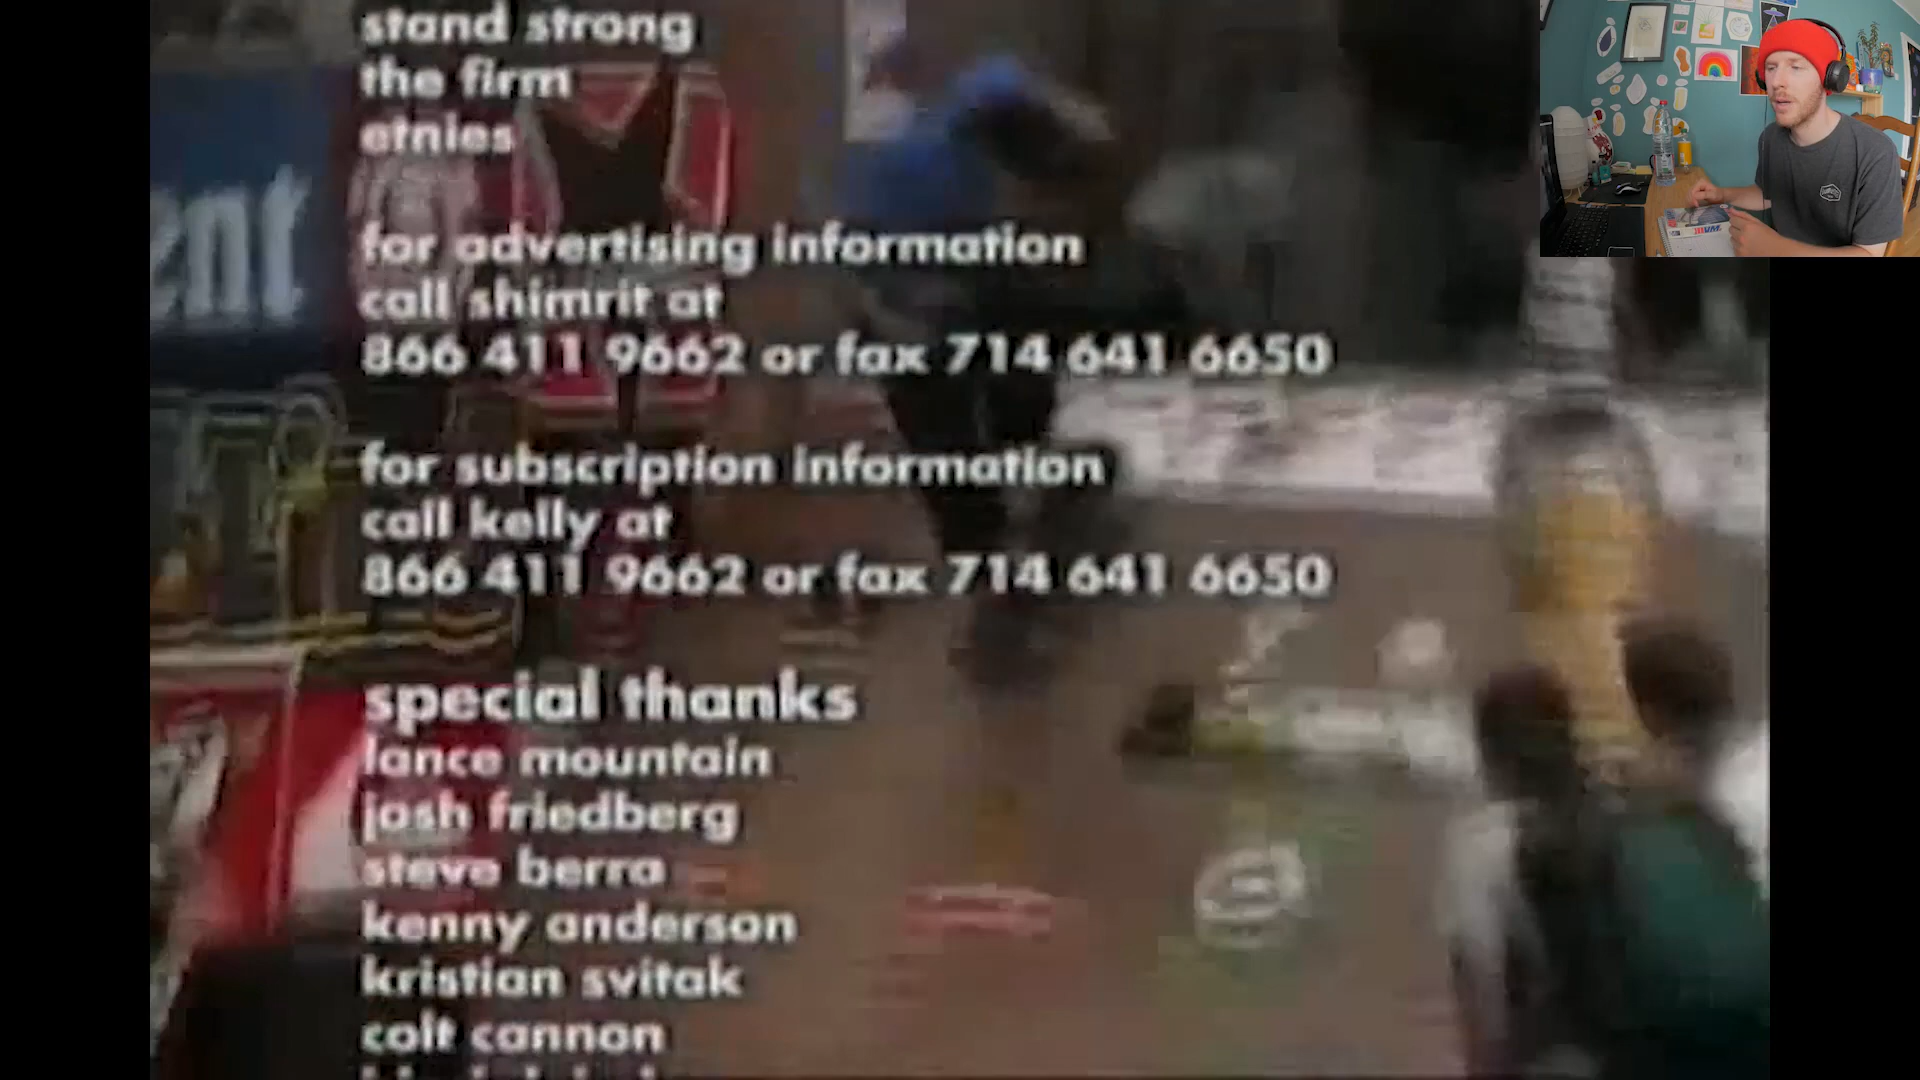 stand strong
the firm
etnies
for advertising information
call shimrit at
866 411 9662 or fax 714 641 6650
for subscription information
call kelly at
866 411 9662 or fax 714 641 6650
special thanks
lance mountain
josh friedberg
steve berra
kenny anderson
kristian svitak
colt cannon
ent